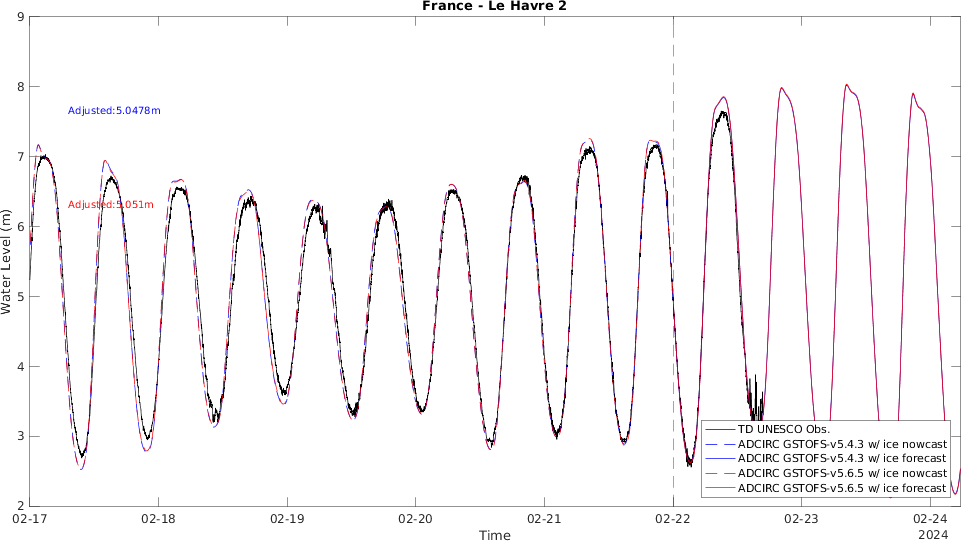 France - Le Havre 2
9
8
Adjusted:5.0478m
7
Adjusted:5.051m
6
Water Level (m)
5
4
3
TD UNESCO Obs.
ADCIRC GSTOFS-v5.4.3 w/ ice nowcast
ADCIRC GSTOFS-v5.4.3 w/ ice forecast
ADCIRC GSTOFS-v5.6.5 w/ ice nowcast
ADCIRC GSTOFS-v5.6.5 w/ ice forecast
2
02-17 02-18 02-19 02-20 02-21 02-22 02-23 02-24
Time
2024